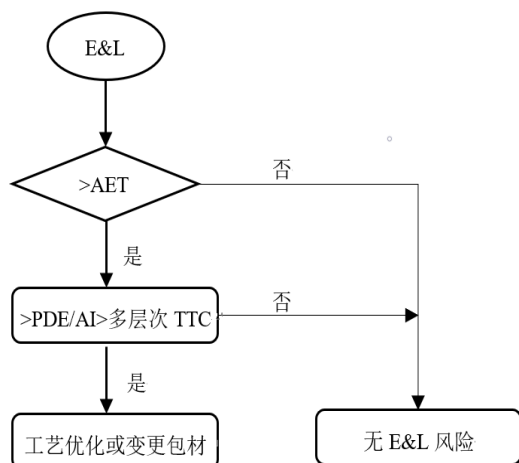 E&L
>AET
否
是
>PDE/AI>多层次 TTC
否
是
工艺优化或变更包材
无 E&L 风险